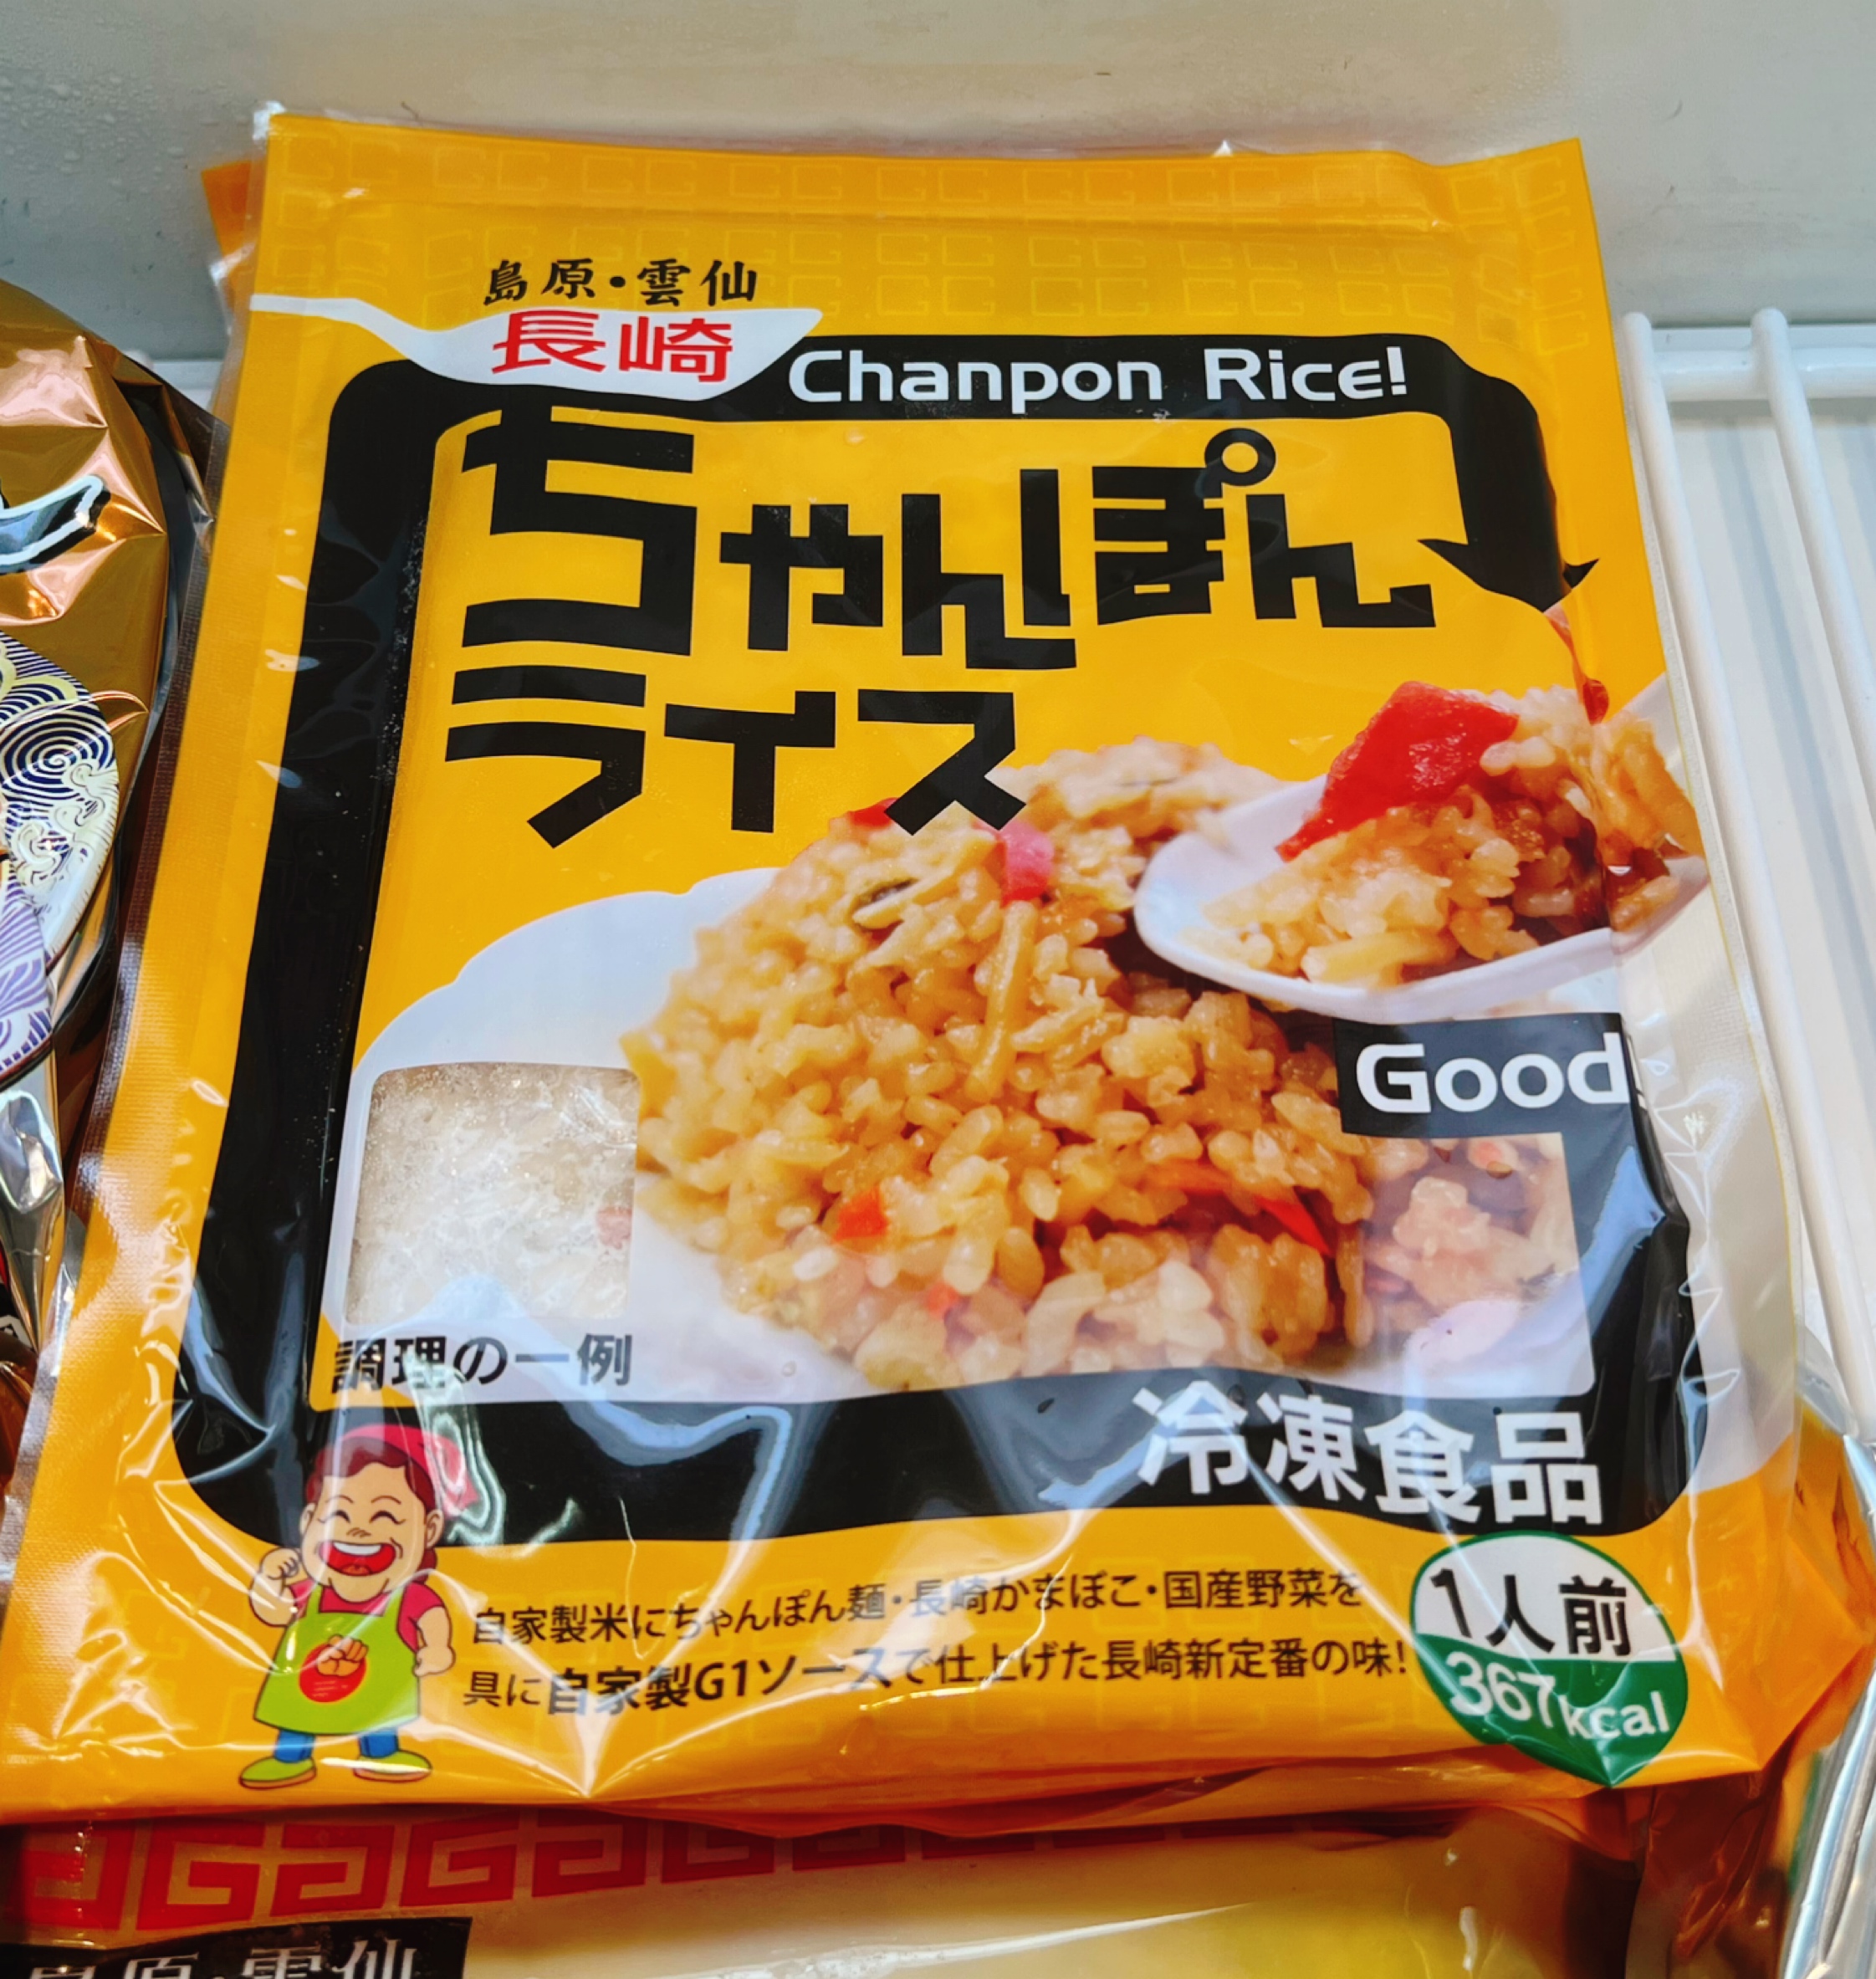 島原・雲仙
長崎
Chanpon Rice!
ちゃんぽん
ライス
Good!
調理の一例
冷凍食品
自家製米にちゃんぽん麺・長崎かまぼこ・国産野菜を
具に自家製G1ソースで仕上げた長崎新定番の味!
1人前
367kcal
島原・雲仙